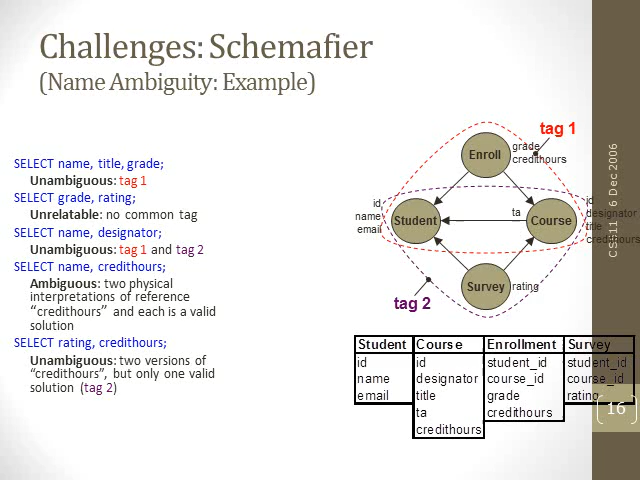 Challenges: Schemafier
(Name Ambiguity: Example)
SELECT name, title, grade;
Unambiguous: tag 1
SELECT grade, rating;
Unrelatable: no common tag
SELECT name, designator;
Unambiguous: tag 1 and tag 2
SELECT name, credithours;
Ambiguous: two physical
interpretations of reference
“credithours” and each is a valid
solution
SELECT rating, credithours;
Unambiguous: two versions of
“credithours”, but only one valid
solution (tag 2)
tag 1
Enroll
grade
credithours
id
name
email
Student
ta
Course
id
designator
title
credithours
Survey
rating
tag 2
Student Course Enrollment Survey
id id student_id student_id
name designator course_id course_id
email title grade rating
ta credithours
credithours
6 Dec 2006
16